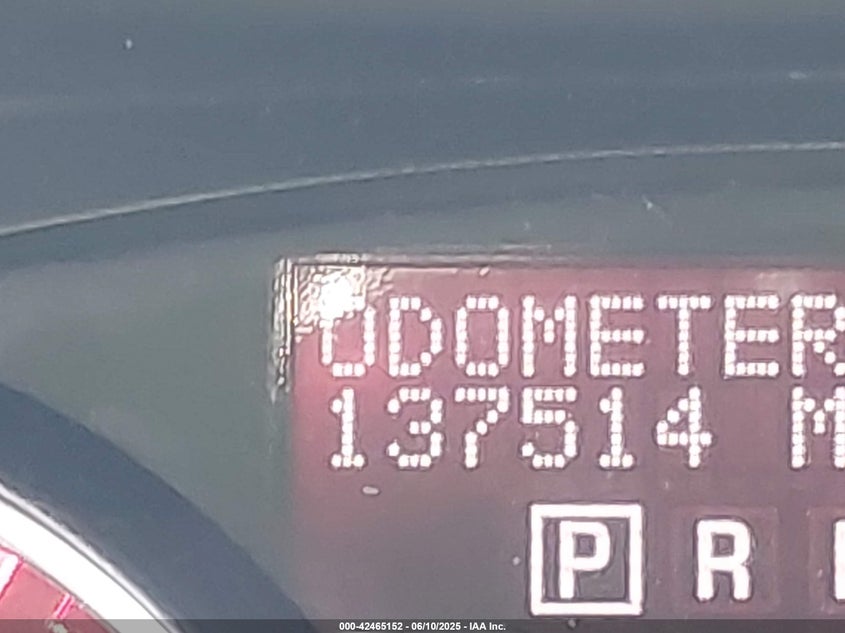 ODOMETER
137514 M
P R
000-42465152 - 06/10/2025 - IAA Inc.